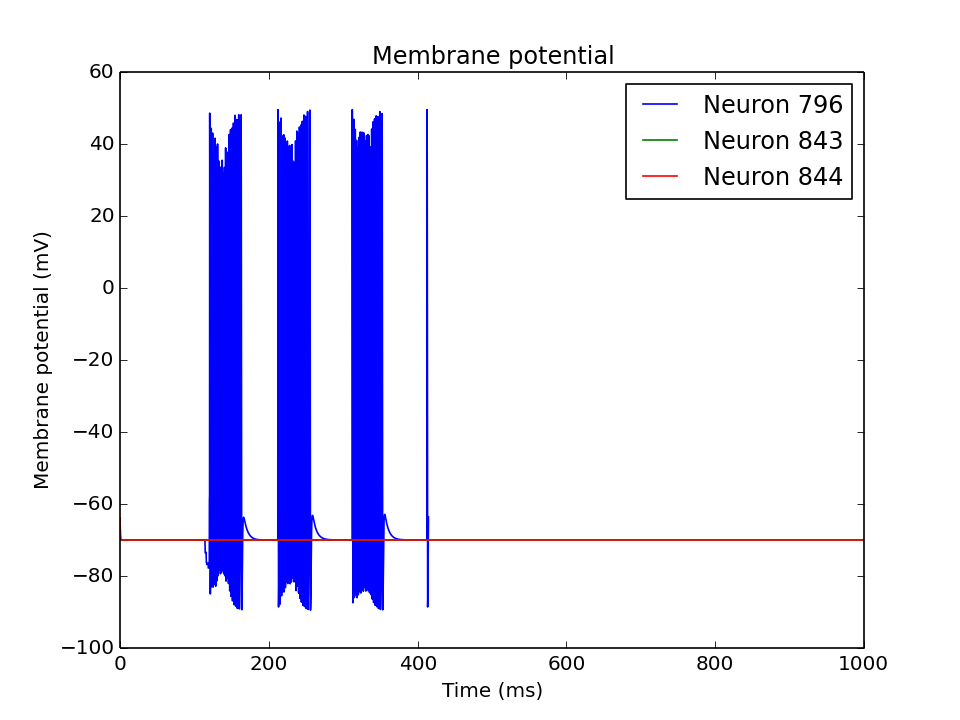 Membrane potential
60
40
20
0
−20
−40
−60
−80
−100
Membrane potential (mV)
Neuron 796
Neuron 843
Neuron 844
0 200 400 600 800 1000
Time (ms)